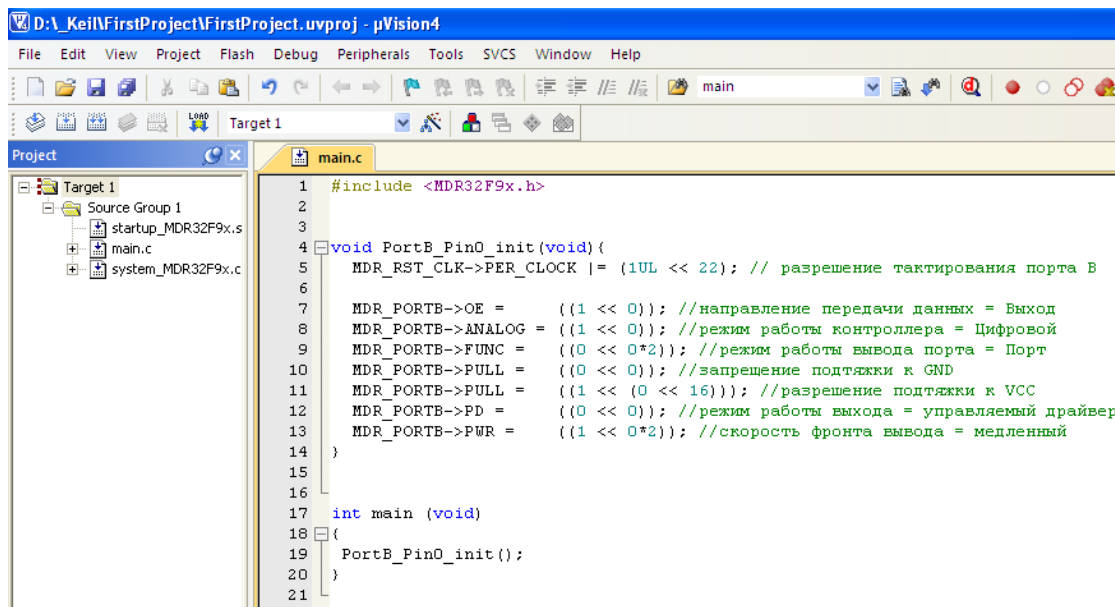 D:\_Keil\FirstProject\FirstProject.uvproj - µVision4
File Edit View Project Flash Debug Peripherals Tools SVCS Window Help
main
LOAD Target 1
Project
main.c
Target 1
Source Group 1
startup_MDR32F9x.s
main.c
system_MDR32F9x.c
1 #include <MDR32F9x.h>
2
3
4 void PortB_Pin0_init(void){
5 MDR_RST_CLK->PER_CLOCK |= (1UL << 22); // разрешение тактирования порта B
6
7 MDR_PORTB->OE = ((1 << 0)); //направление передачи данных = Выход
8 MDR_PORTB->ANALOG = ((1 << 0)); //режим работы контроллера = Цифровой
9 MDR_PORTB->FUNC = ((0 << 0*2)); //режим работы вывода порта = Порт
10 MDR_PORTB->PULL = ((0 << 0)); //запрещение подтяжки к GND
11 MDR_PORTB->PULL = ((1 << (0 << 16))); //разрешение подтяжки к VCC
12 MDR_PORTB->PD = ((0 << 0)); //режим работы выхода = управляемый драйвер
13 MDR_PORTB->PWR = ((1 << 0*2)); //скорость фронта вывода = медленный
14 }
15
16
17 int main (void)
18 {
19 PortB_Pin0_init();
20 }
21